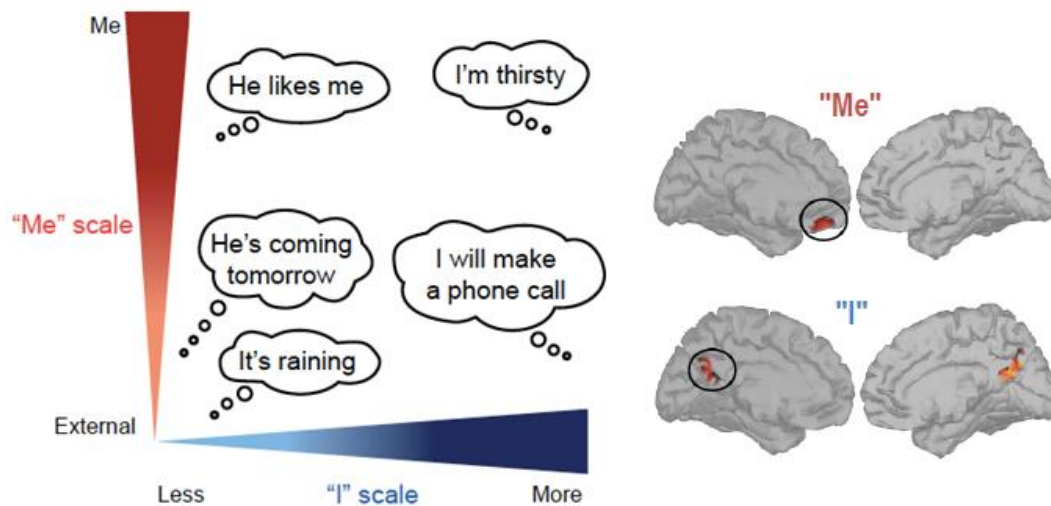 Me
He likes me
I'm thirsty
"Me"
"Me" scale
He's coming
tomorrow
I will make
a phone call
"I"
It's raining
External
Less
"I" scale
More